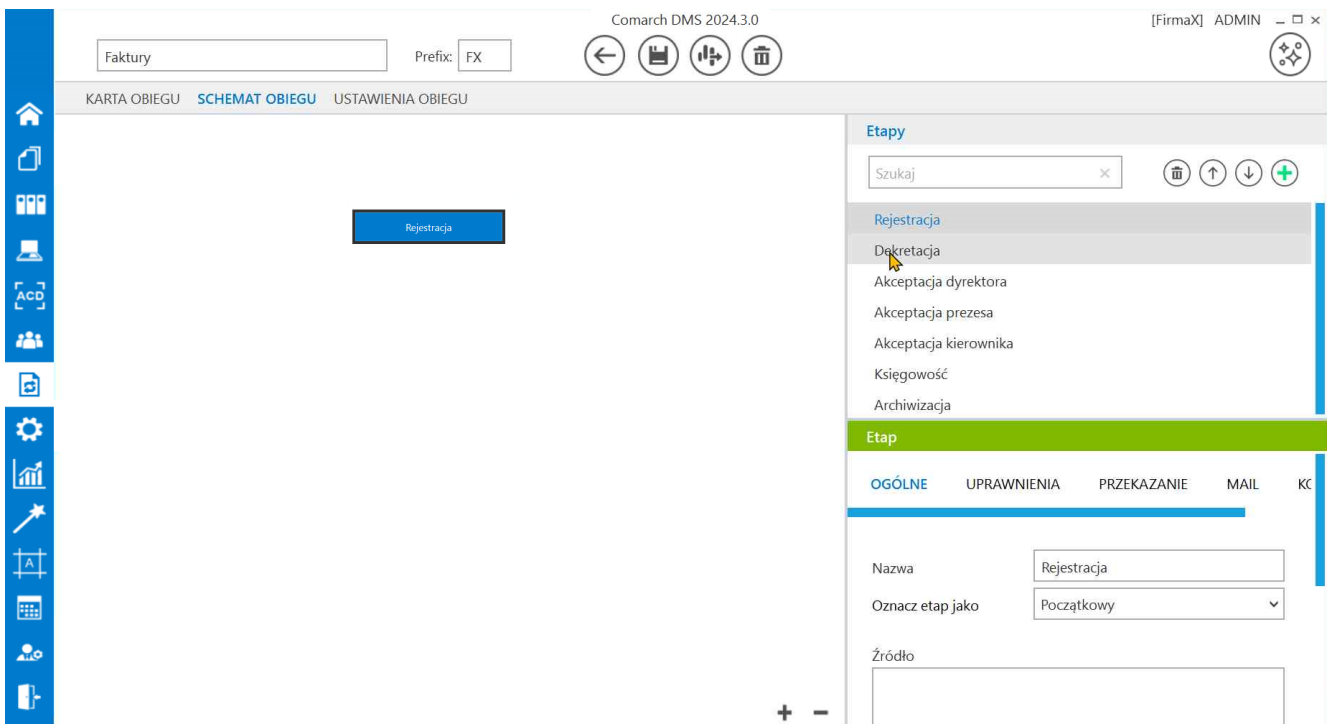 Comarch DMS 2024.3.0
[FirmaX] ADMIN
Faktury
Prefix: FX
KARTA OBIEGU SCHEMAT OBIEGU USTAWIENIA OBIEGU
Etapy
Szukaj
Rejestracja
Rejestracja
Dekretacja
ACD
Akceptacja dyrektora
Akceptacja prezesa
Akceptacja kierownika
Księgowość
Archiwizacja
Etap
OGÓLNE UPRAWNIENIA PRZEKAZANIE MAIL KC
A
Nazwa Rejestracja
Oznacz etap jako Początkowy
Źródło